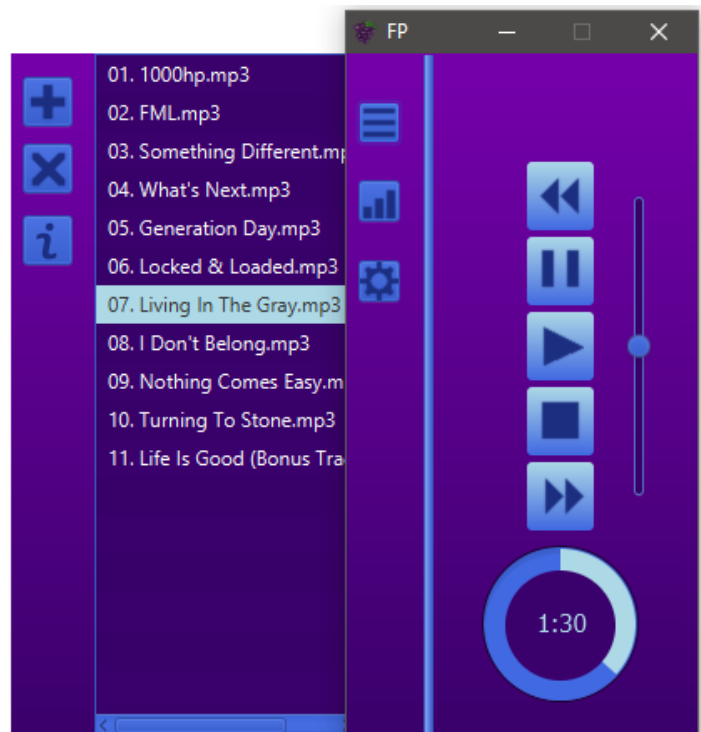 FP
01. 1000hp.mp3
02. FML.mp3
03. Something Different.mp
04. What's Next.mp3
05. Generation Day.mp3
06. Locked & Loaded.mp3
07. Living In The Gray.mp3
08. I Don't Belong.mp3
09. Nothing Comes Easy.m
10. Turning To Stone.mp3
11. Life Is Good (Bonus Tra
1:30